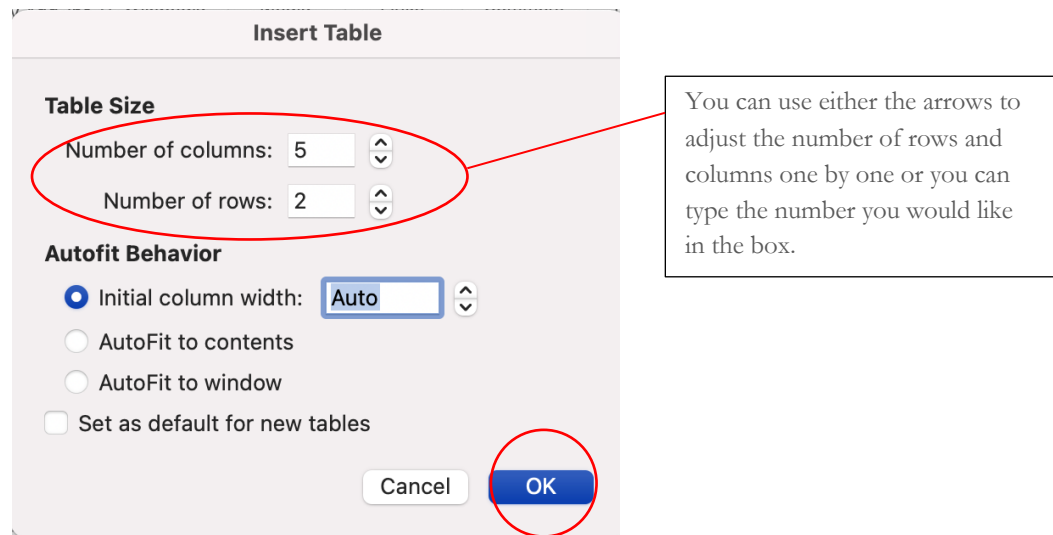 Insert Table
Table Size
Number of columns: 5
Number of rows: 2
Autofit Behavior
Initial column width: Auto
AutoFit to contents
AutoFit to window
Set as default for new tables
Cancel OK
You can use either the arrows to
adjust the number of rows and
columns one by one or you can
type the number you would like
in the box.